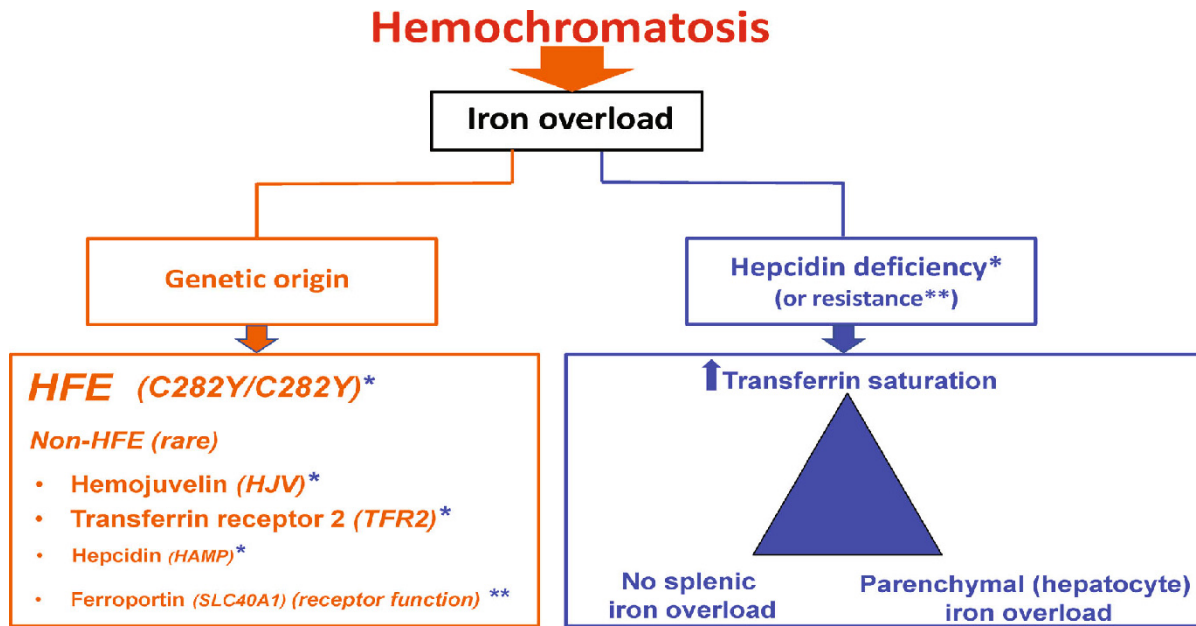 Hemochromatosis
Iron overload
Genetic origin
Hepcidin deficiency*
(or resistance**)
HFE (C282Y/C282Y)*
Non-HFE (rare)
• Hemojuvelin (HJV)*
• Transferrin receptor 2 (TFR2)*
• Hepcidin (HAMP)*
• Ferroportin (SLC40A1) (receptor function) **
Transferrin saturation
No splenic
iron overload
Parenchymal (hepatocyte)
iron overload